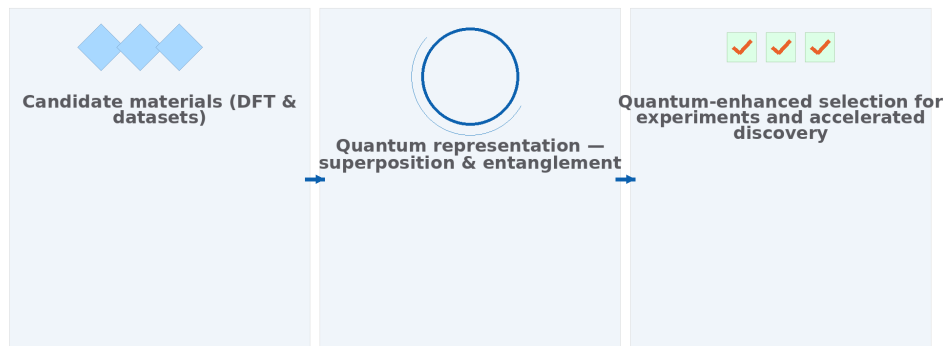 Candidate materials (DFT &
datasets)
Quantum representation —
superposition & entanglement
Quantum-enhanced selection for
experiments and accelerated
discovery